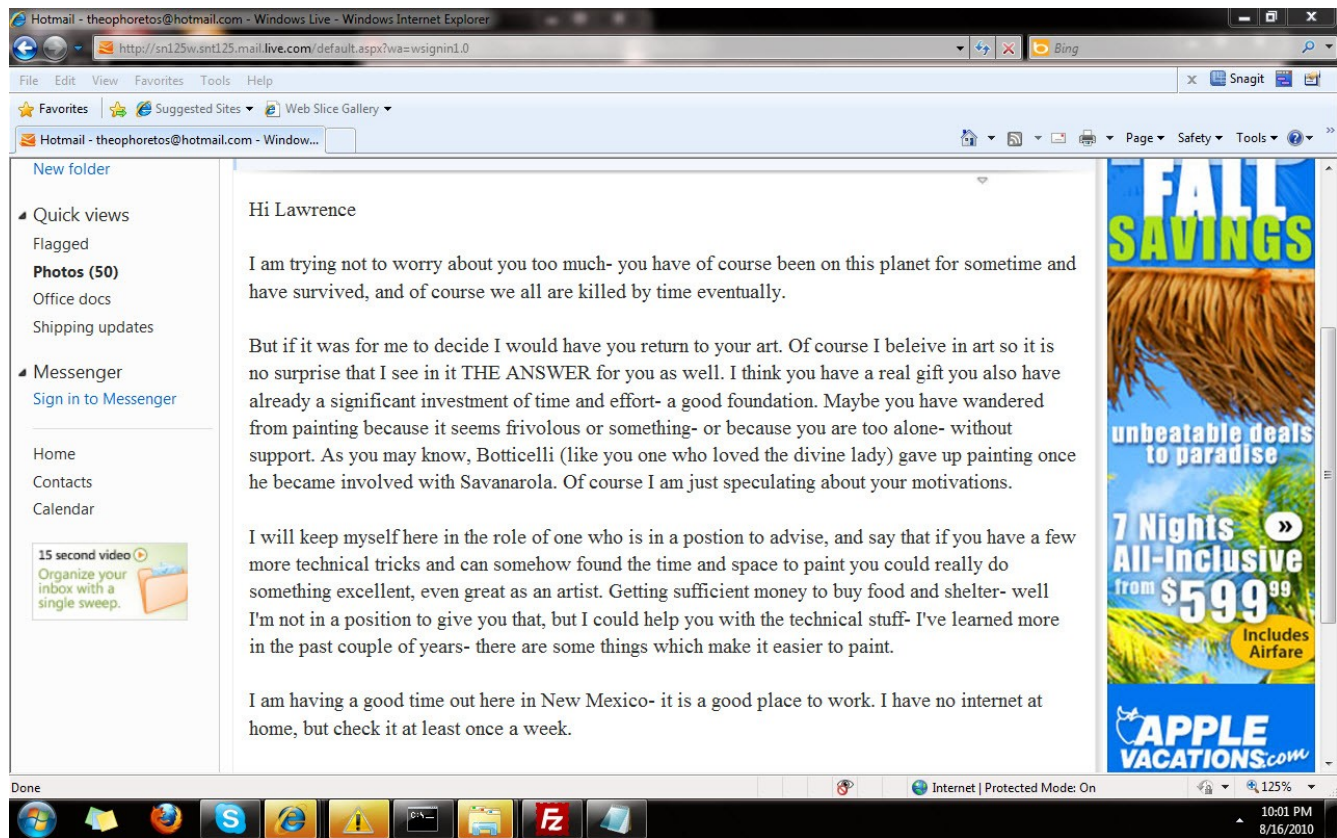 Hotmail - theophoretos@hotmail.com - Windows Live - Windows Internet Explorer
http://sn125w.snt125.mail.live.com/default.aspx?wa=wsignin1.0
Bing
File Edit View Favorites Tools Help
x Snagit
Favorites Suggested Sites Web Slice Gallery
Hotmail - theophoretos@hotmail.com - Window...
Page Safety Tools
New folder
Quick views
Flagged
Photos (50)
Office docs
Shipping updates
Messenger
Sign in to Messenger
Home
Contacts
Calendar
15 second video
Organize your
inbox with a
single sweep.
Hi Lawrence
I am trying not to worry about you too much- you have of course been on this planet for sometime and
have survived, and of course we all are killed by time eventually.
But if it was for me to decide I would have you return to your art. Of course I beleive in art so it is
no surprise that I see in it THE ANSWER for you as well. I think you have a real gift you also have
already a significant investment of time and effort- a good foundation. Maybe you have wandered
from painting because it seems frivolous or something- or because you are too alone- without
support. As you may know, Botticelli (like you one who loved the divine lady) gave up painting once
he became involved with Savanarola. Of course I am just speculating about your motivations.
I will keep myself here in the role of one who is in a postion to advise, and say that if you have a few
more technical tricks and can somehow found the time and space to paint you could really do
something excellent, even great as an artist. Getting sufficient money to buy food and shelter- well
I'm not in a position to give you that, but I could help you with the technical stuff- I've learned more
in the past couple of years- there are some things which make it easier to paint.
I am having a good time out here in New Mexico- it is a good place to work. I have no internet at
home, but check it at least once a week.
FALL
SAVINGS
unbeatable deals
to paradise
7 Nights
All-Inclusive
from $599.99
Includes
Airfare
APPLE
VACATIONS.com
Done
Internet | Protected Mode: On
125%
10:01 PM
8/16/2010